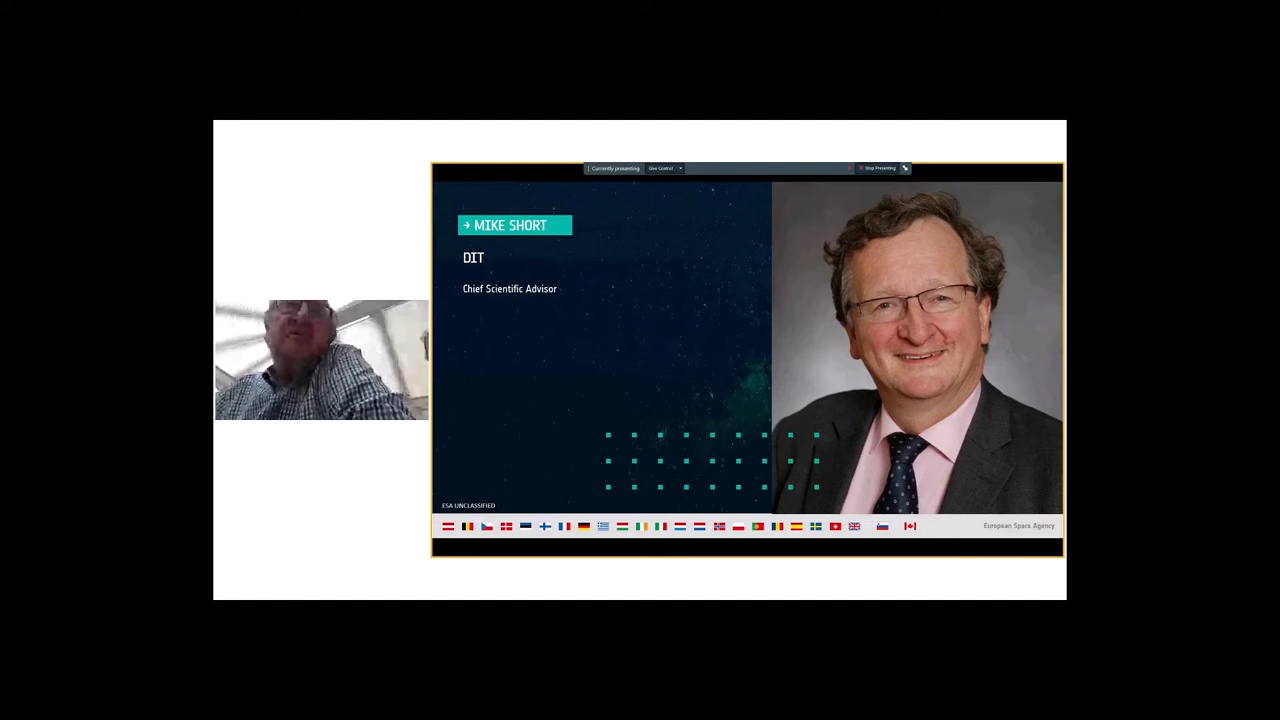 Currently presenting Give Control Stop Presenting
→ MIKE SHORT
DIT
Chief Scientific Advisor
ESA UNCLASSIFIED
European Space Agency